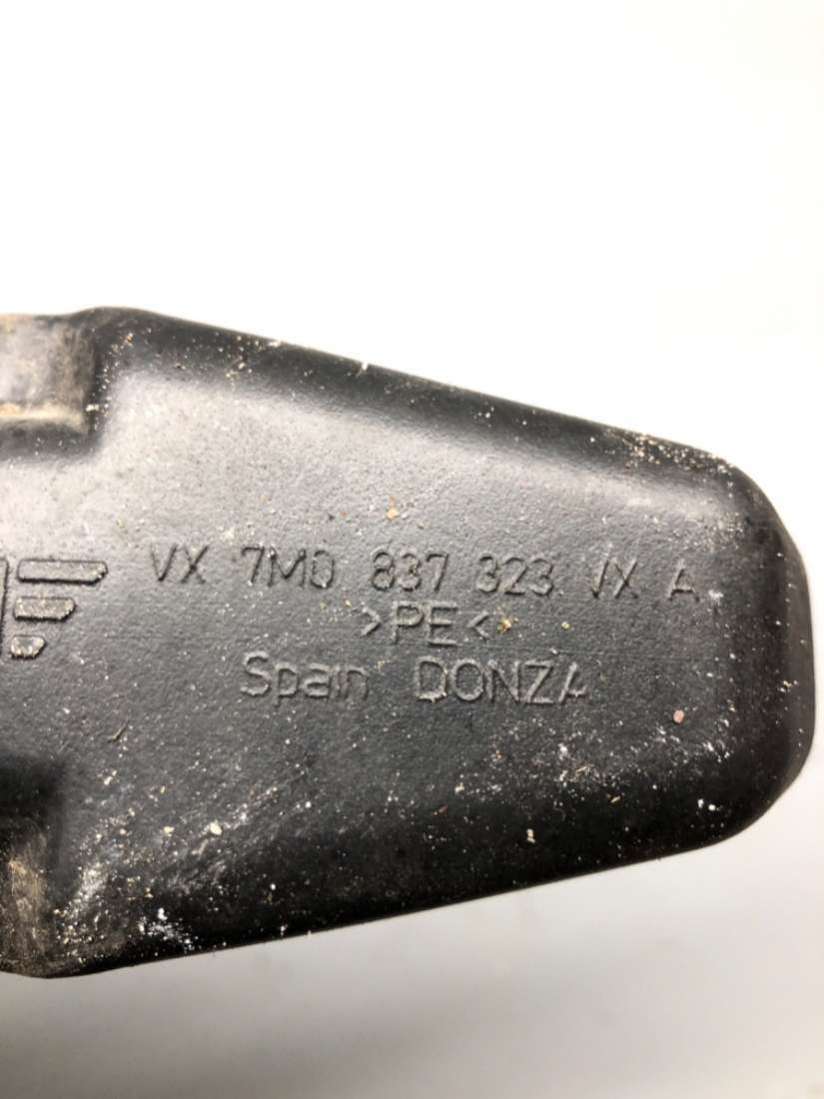 VX 7M0 837 323 VX A
>PE<
Spain DONZA